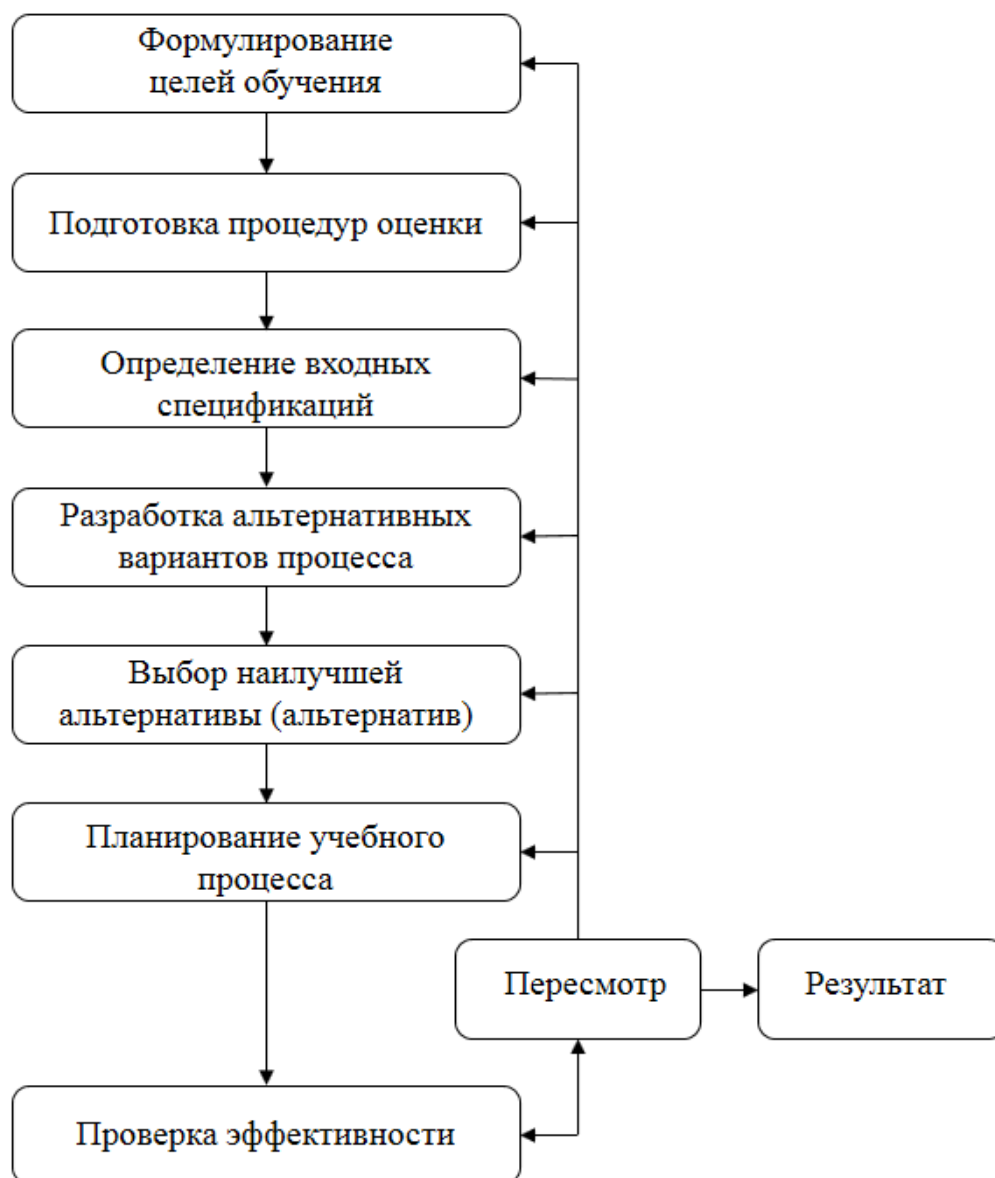 Формулирование
целей обучения
Подготовка процедур оценки
Определение входных
спецификаций
Разработка альтернативных
вариантов процесса
Выбор наилучшей
альтернативы (альтернатив)
Планирование учебного
процесса
Пересмотр
Результат
Проверка эффективности